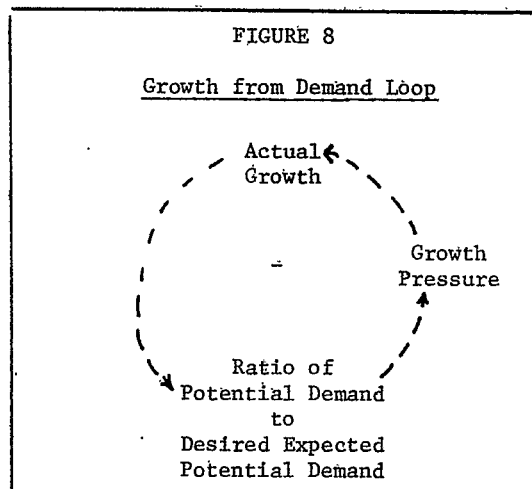 FIGURE 8
Growth from Demand Loop
Actual
Growth
-
Growth
Pressure
Ratio of
Potential Demand
to
Desired Expected
Potential Demand